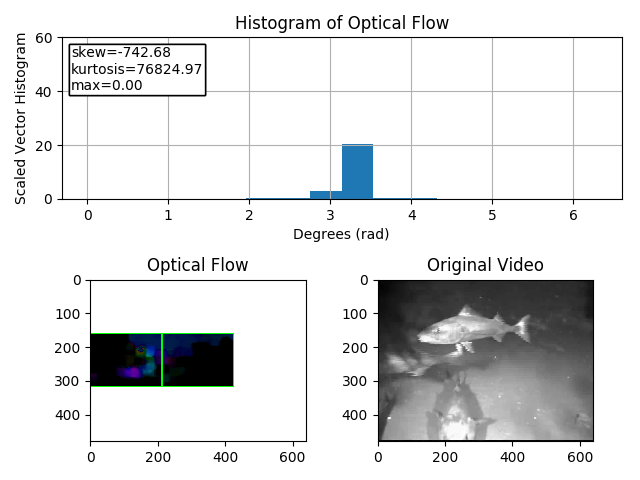 Histogram of Optical Flow
Scaled Vector Histogram
60
40
20
0
skew=-742.68
kurtosis=76824.97
max=0.00
0 1 2 3 4 5 6
Degrees (rad)
Optical Flow
0
100
200
300
400
0 200 400 600
Original Video
0
100
200
300
400
0 200 400 600